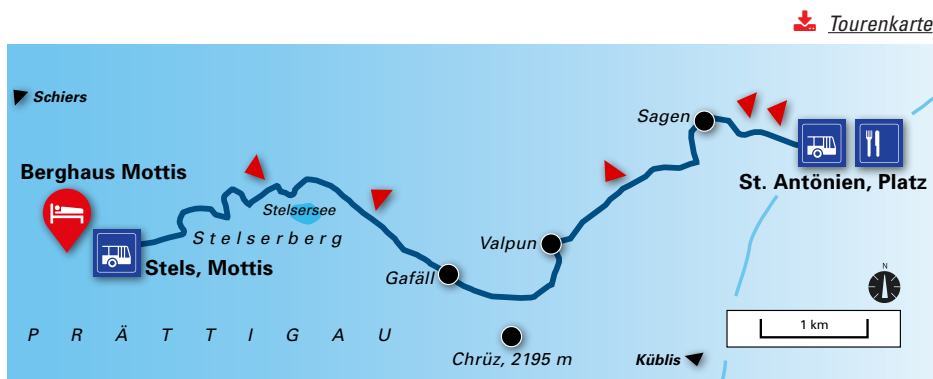 Tourenkarte
Schiers
Sagen
Berghaus Mottis
St. Antönien, Platz
Stelsersee
Stelserberg
Valpun
Stels, Mottis
Gafäll
N
1 km
PRÄTTIGAU
Chrüz, 2195 m
Küblis